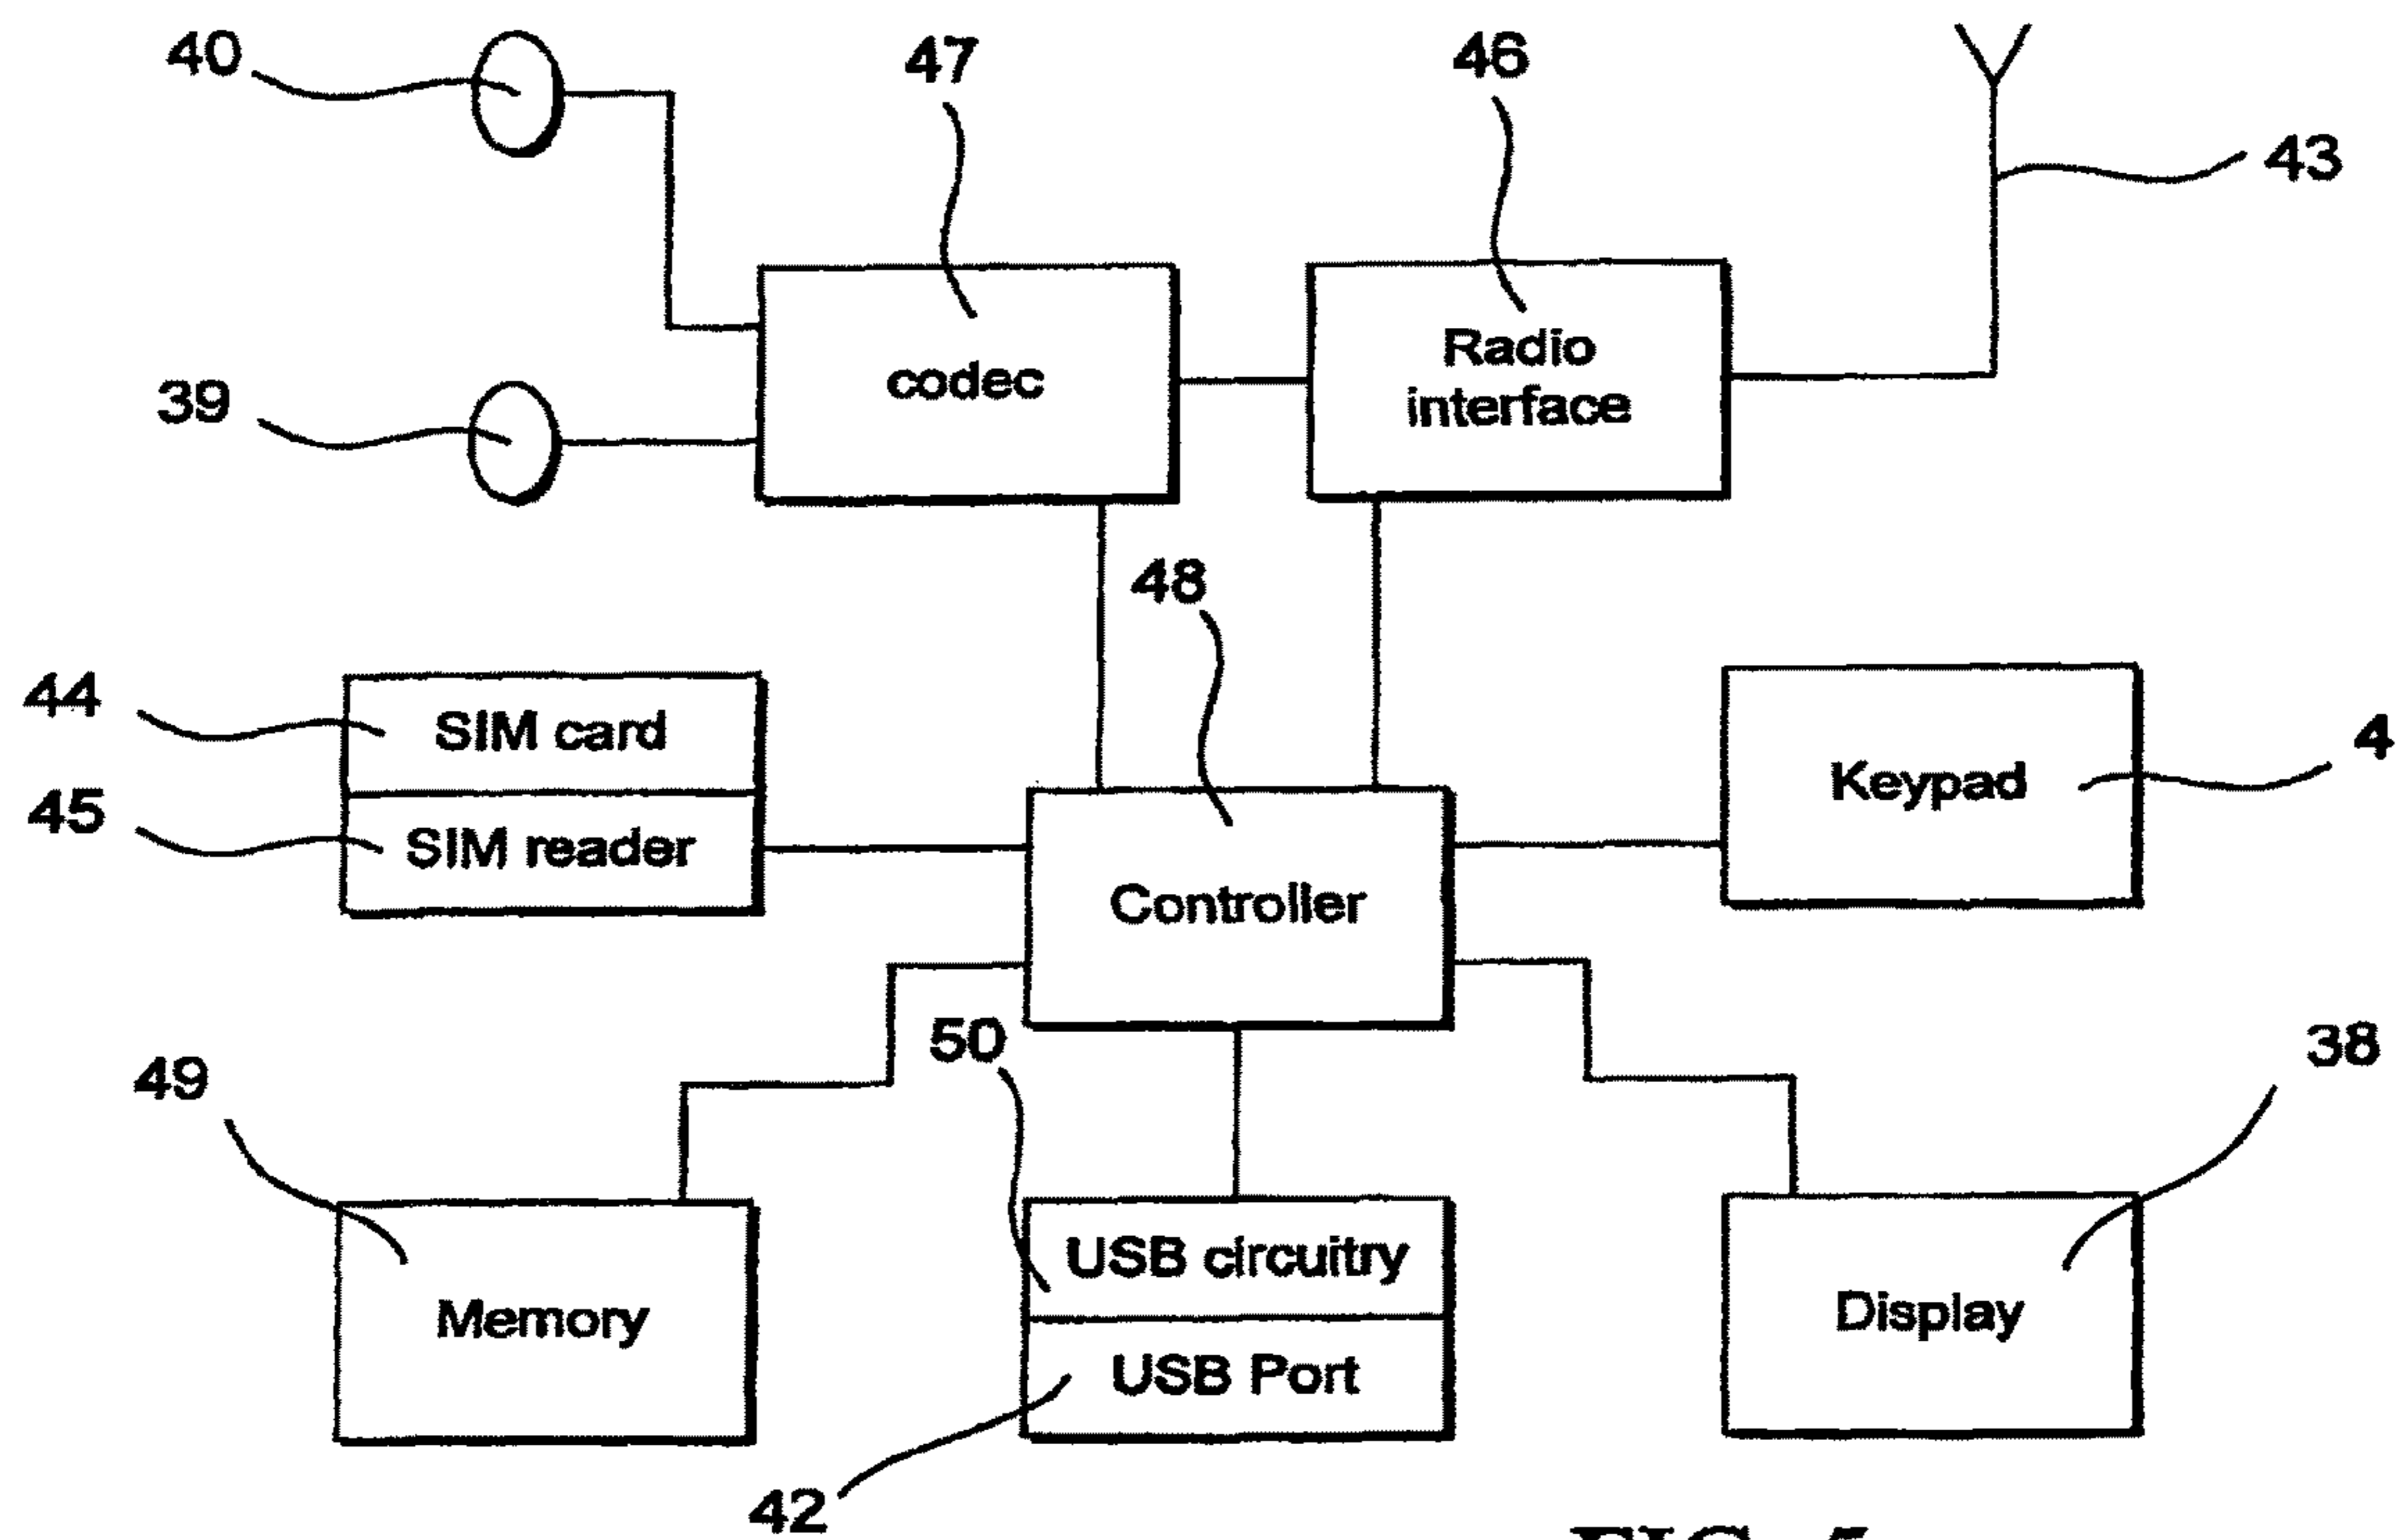 40
47
46
43
codec
Radio
interface
39
48
44
SIM card
4
Keypad
45
SIM reader
Controller
50
38
49
USB circuitry
Memory
Display
USB Port
42